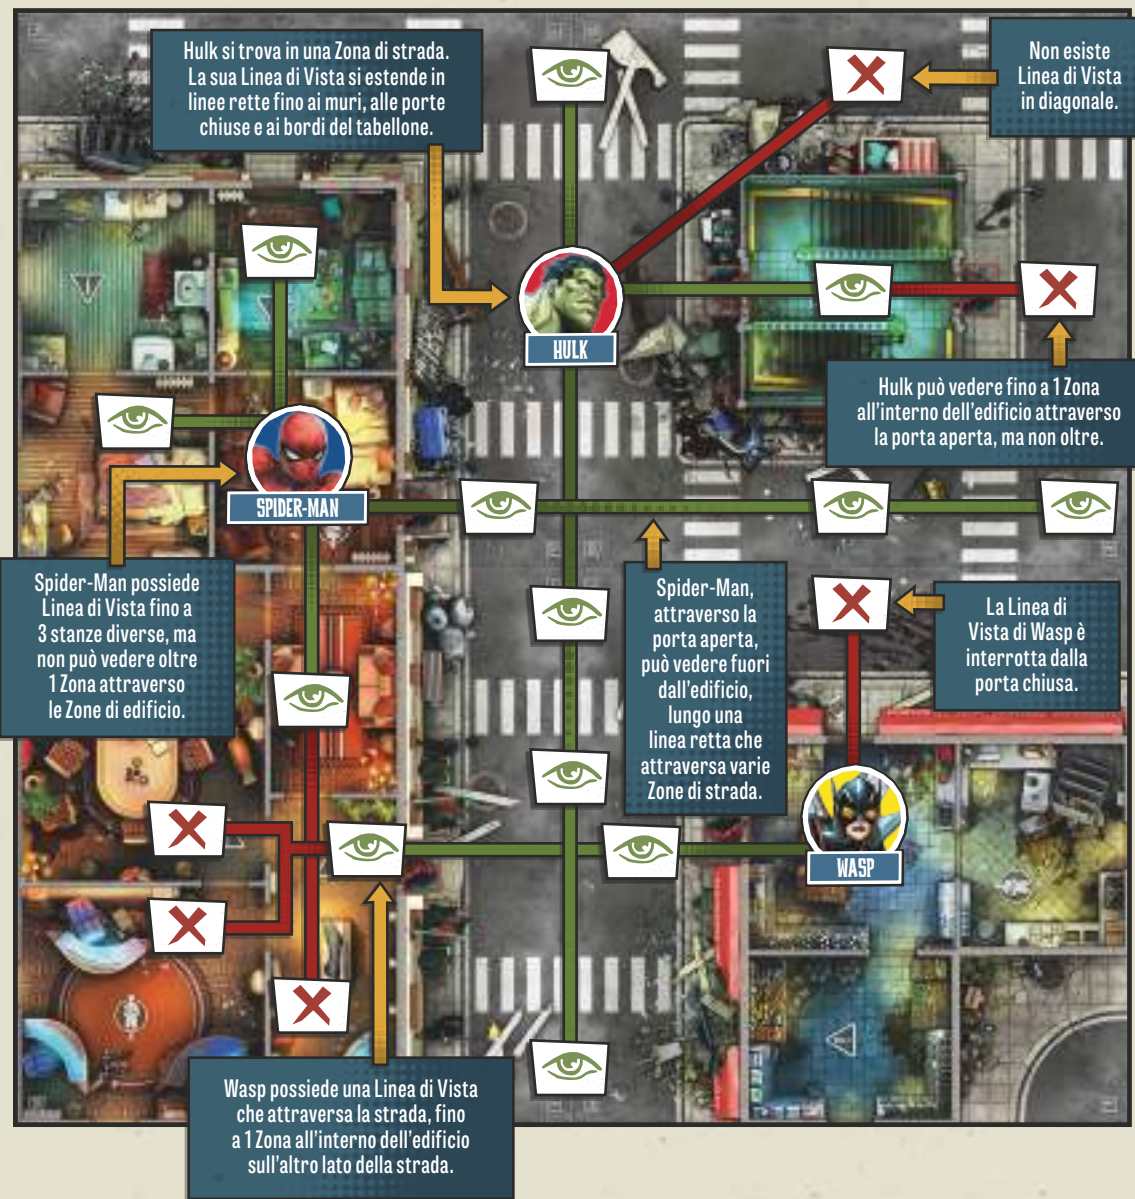 Hulk si trova in una Zona di strada.
La sua Linea di Vista si estende in
linee rette fino ai muri, alle porte
chiuse e ai bordi del tabellone.
Non esiste
Linea di Vista
in diagonale.
HULK
Hulk può vedere fino a 1 Zona
all'interno dell'edificio attraverso
la porta aperta, ma non oltre.
SPIDER-MAN
Spider-Man possiede
Linea di Vista fino a
3 stanze diverse, ma
non può vedere oltre
1 Zona attraverso
le Zone di edificio.
Spider-Man,
attraverso la
porta aperta,
può vedere fuori
dall'edificio,
lungo una
linea retta che
attraversa varie
Zone di strada.
La Linea di
Vista di Wasp è
interrotta dalla
porta chiusa.
WASP
Wasp possiede una Linea di Vista
che attraversa la strada, fino
a 1 Zona all'interno dell'edificio
sull'altro lato della strada.